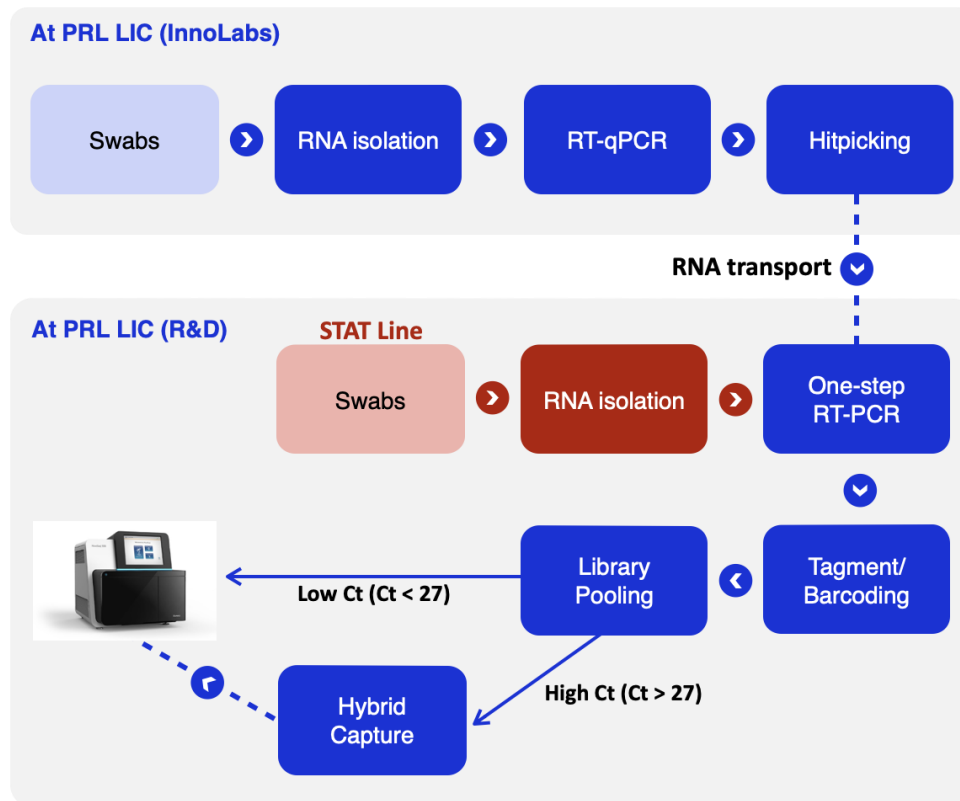 At PRL LIC (InnoLabs)
Swabs
RNA isolation
RT-qPCR
Hitpicking
RNA transport
At PRL LIC (R&D)
STAT Line
Swabs
RNA isolation
One-step
RT-PCR
Library
Pooling
Tagment/
Barcoding
Low Ct (Ct < 27)
High Ct (Ct > 27)
Hybrid
Capture